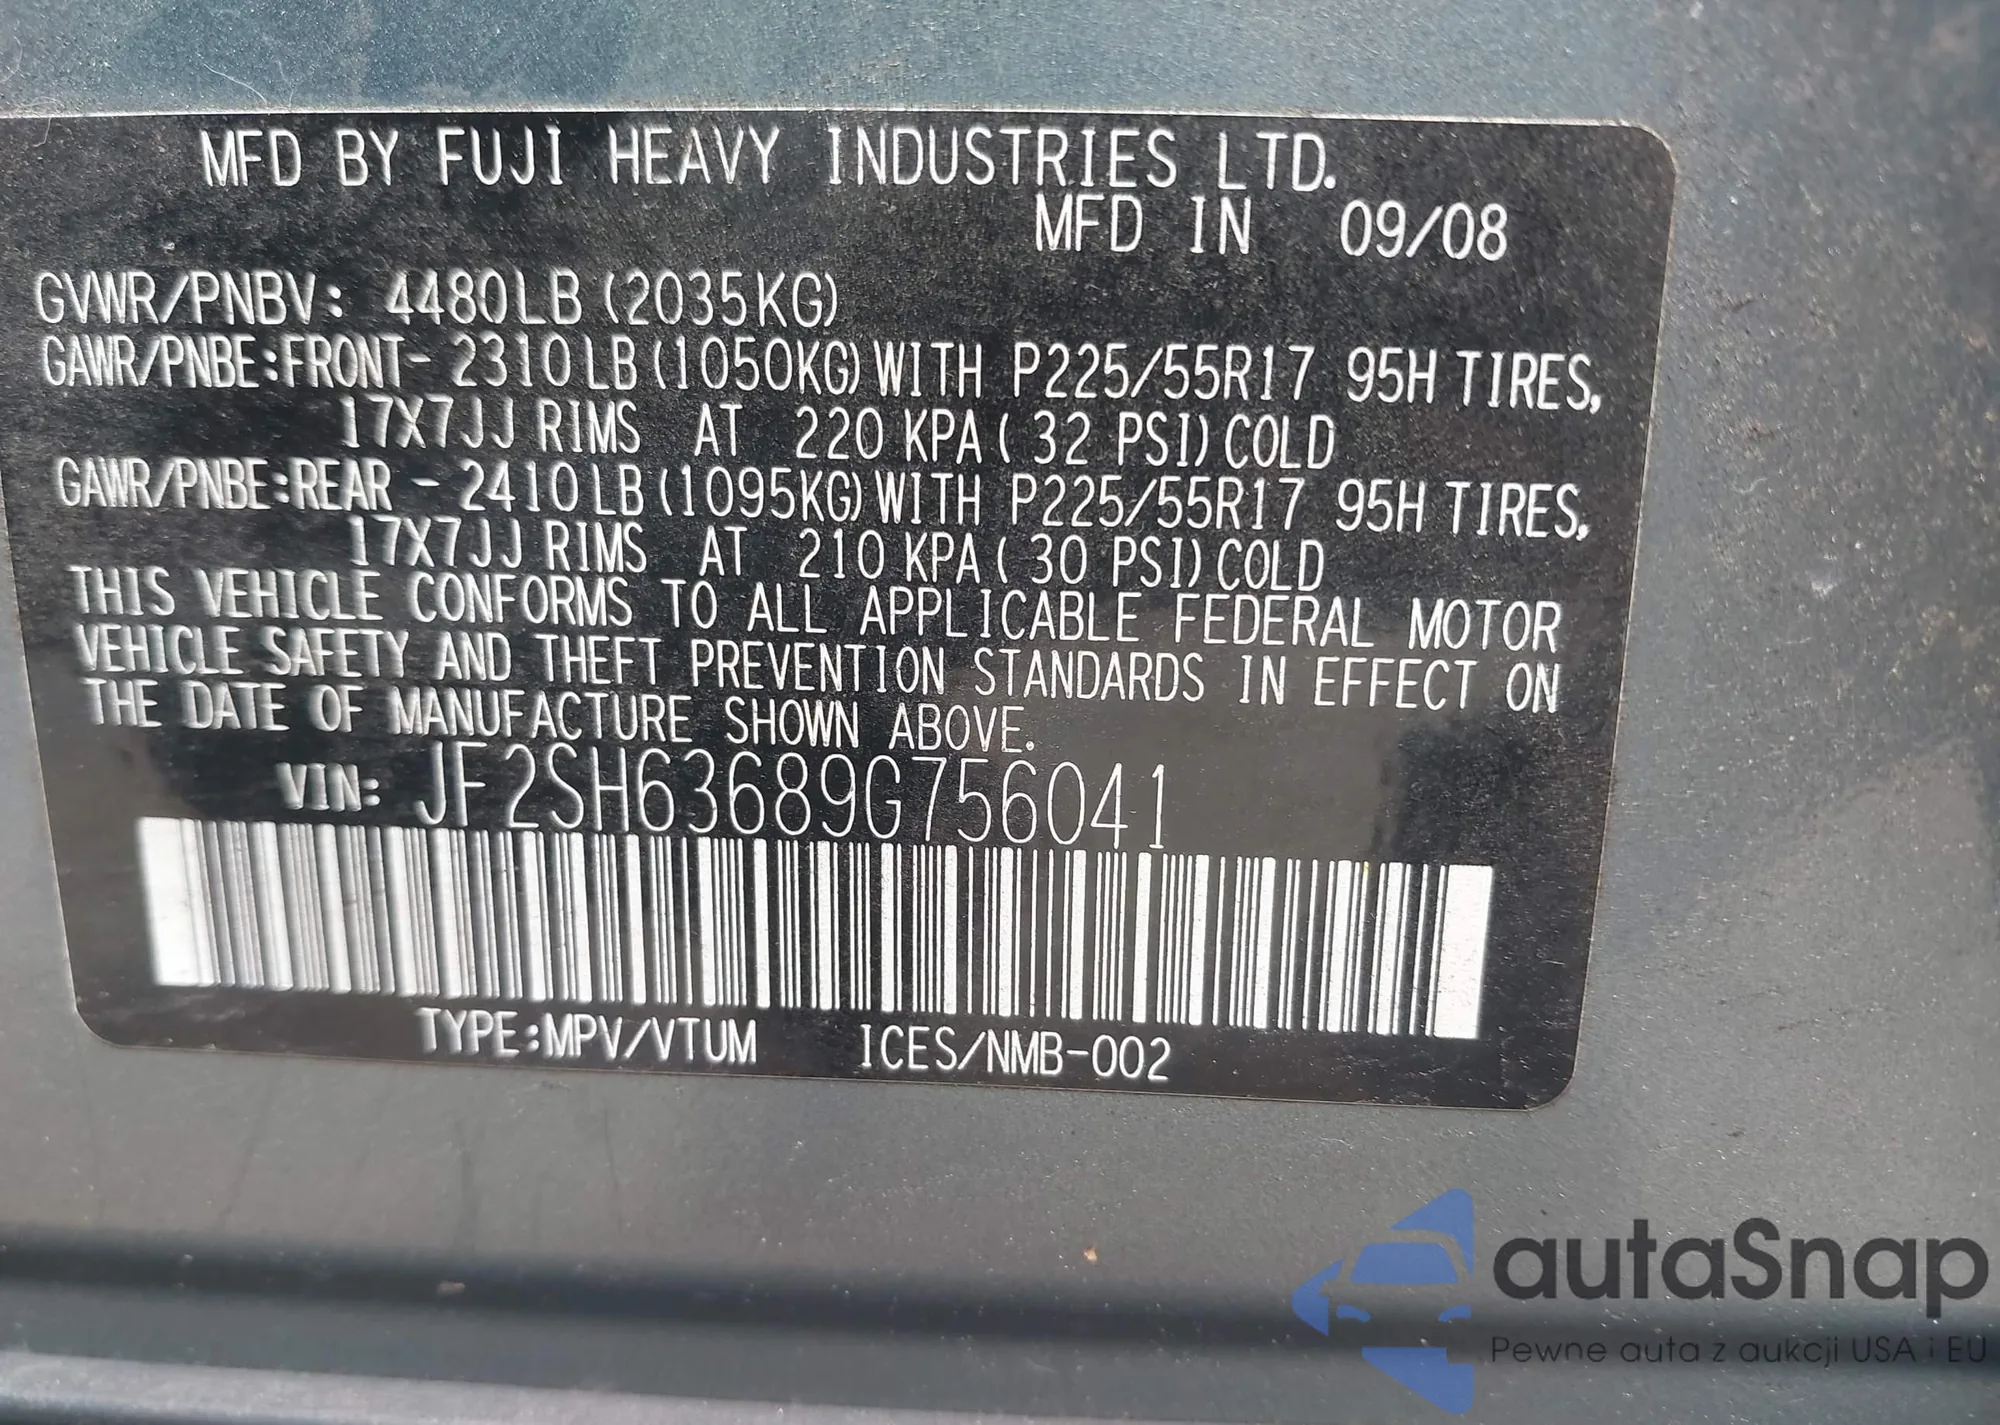 MFD BY FUJI HEAVY INDUSTRIES LTD.
MFD IN 09/08
GVWR/PNBV: 4480LB (2035KG)
GAWR/PNBE:FRONT- 2310LB (1050KG) WITH P225/55R17 95H TIRES,
17X7JJ RIMS AT 220 KPA ( 32 PSI) COLD
GAWR/PNBE:REAR - 2410LB (1095KG) WITH P225/55R17 95H TIRES,
17X7JJ RIMS AT 210 KPA ( 30 PSI) COLD
THIS VEHICLE CONFORMS TO ALL APPLICABLE FEDERAL MOTOR
VEHICLE SAFETY AND THEFT PREVENTION STANDARDS IN EFFECT ON
THE DATE OF MANUFACTURE SHOWN ABOVE.
VIN: JF2SH63689G756041
TYPE:MPV/VTUM ICES/NMB-002
autaSnap
Pewne auta z aukcji USA i EU